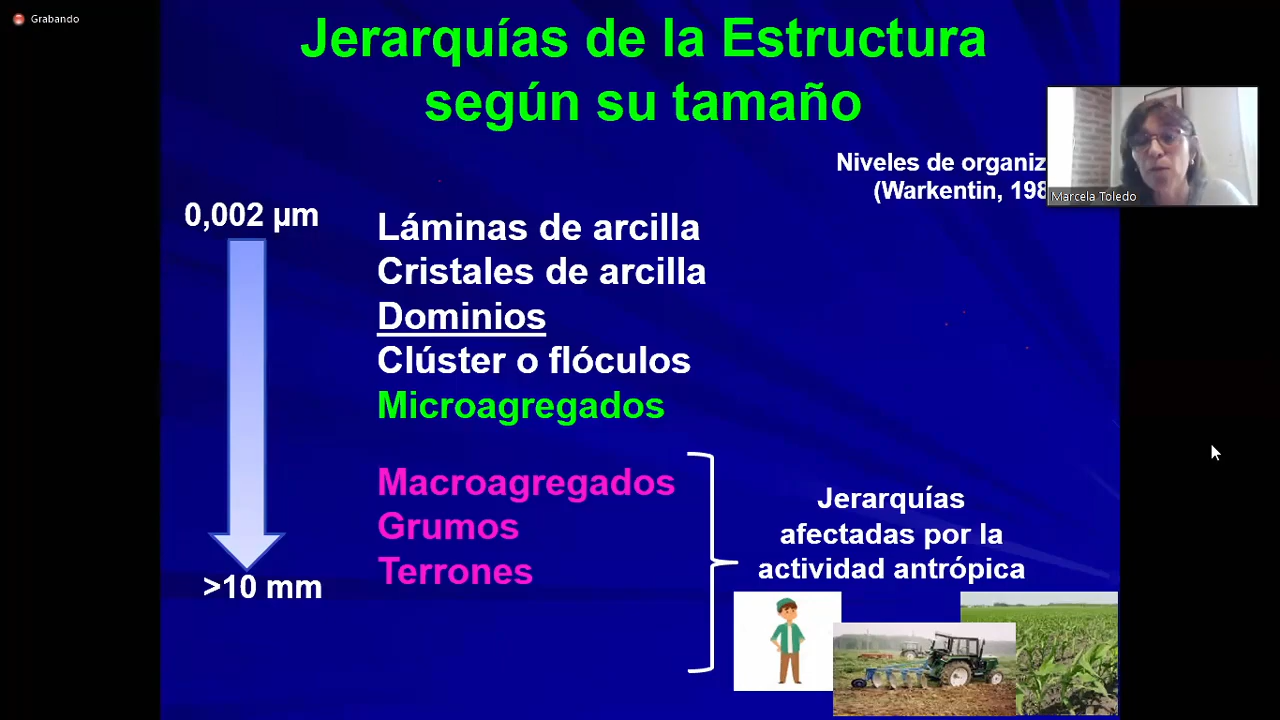 Grabando
Jerarquías de la Estructura
según su tamaño
Niveles de organiz
(Warkentin, 198
Marcela Toledo
0,002 µm
Láminas de arcilla
Cristales de arcilla
Dominios
Clúster o flóculos
Microagregados
Macroagregados
Grumos
Terrones
>10 mm
Jerarquías
afectadas por la
actividad antrópica